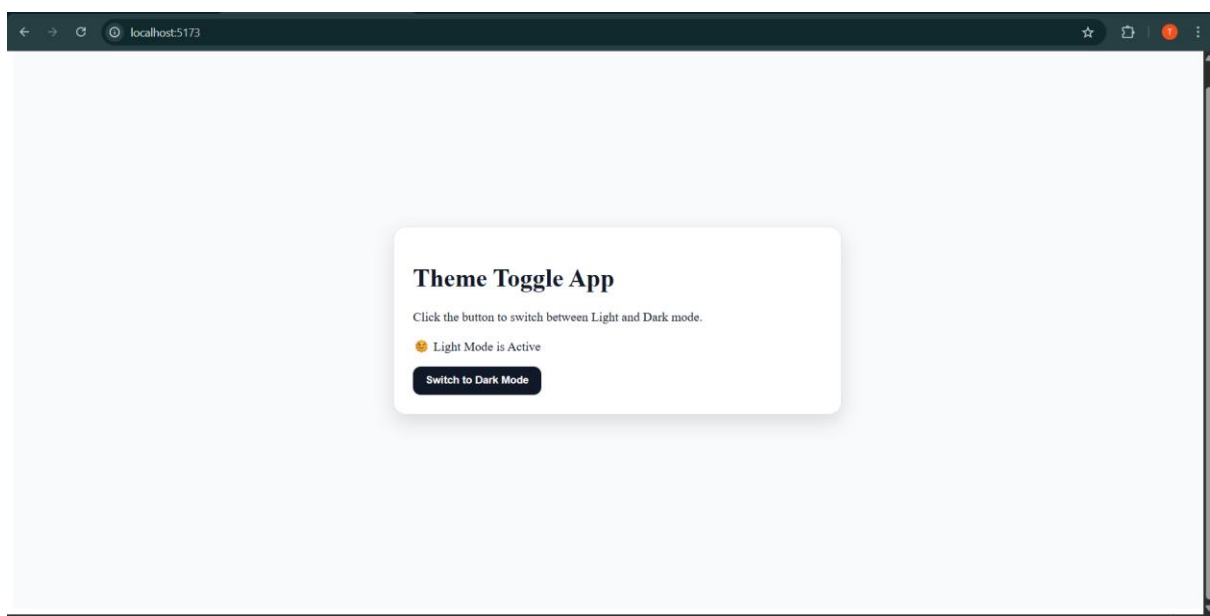 localhost:5173
T
Theme Toggle App
Click the button to switch between Light and Dark mode.
🌞 Light Mode is Active
Switch to Dark Mode